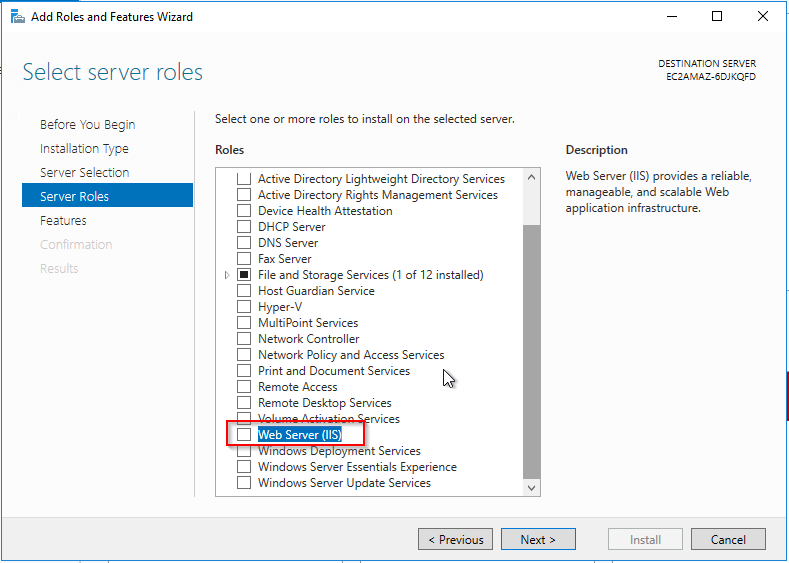 Add Roles and Features Wizard
Select server roles
DESTINATION SERVER
EC2AMAZ-6DJKQFD
Before You Begin
Installation Type
Server Selection
Server Roles
Features
Confirmation
Results
Select one or more roles to install on the selected server.
Roles
Active Directory Lightweight Directory Services
Active Directory Rights Management Services
Device Health Attestation
DHCP Server
DNS Server
Fax Server
File and Storage Services (1 of 12 installed)
Host Guardian Service
Hyper-V
MultiPoint Services
Network Controller
Network Policy and Access Services
Print and Document Services
Remote Access
Remote Desktop Services
Volume Activation Services
Web Server (IIS)
Windows Deployment Services
Windows Server Essentials Experience
Windows Server Update Services
Description
Web Server (IIS) provides a reliable,
manageable, and scalable Web
application infrastructure.
< Previous
Next >
Install
Cancel